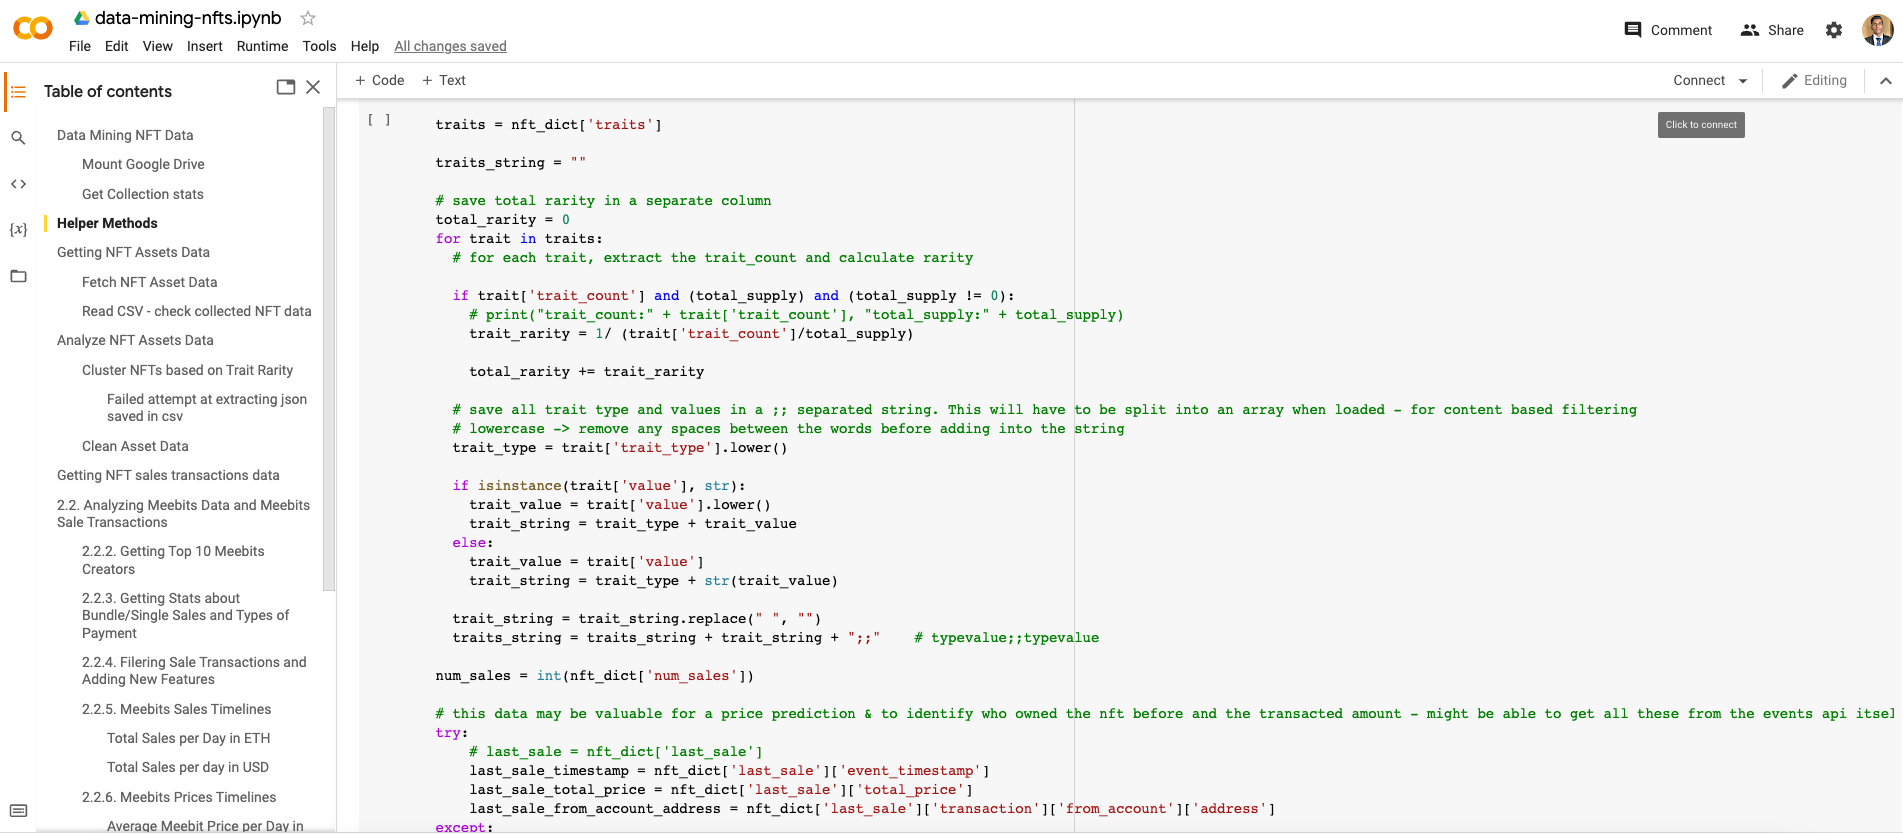 data-mining-nfts.ipynb
File Edit View Insert Runtime Tools Help All changes saved
Comment Share
+ Code + Text
Connect Editing
Click to connect
Table of contents
Data Mining NFT Data
Mount Google Drive
Get Collection stats
Helper Methods
Getting NFT Assets Data
Fetch NFT Asset Data
Read CSV - check collected NFT data
Analyze NFT Assets Data
Cluster NFTs based on Trait Rarity
Failed attempt at extracting json
saved in csv
Clean Asset Data
Getting NFT sales transactions data
2.2. Analyzing Meebits Data and Meebits
Sale Transactions
2.2.2. Getting Top 10 Meebits
Creators
2.2.3. Getting Stats about
Bundle/Single Sales and Types of
Payment
2.2.4. Filering Sale Transactions and
Adding New Features
2.2.5. Meebits Sales Timelines
Total Sales per Day in ETH
Total Sales per day in USD
2.2.6. Meebits Prices Timelines
Average Meebit Price per Day in
{x}
[ ]
traits = nft_dict['traits']
traits_string = ""
# save total rarity in a separate column
total_rarity = 0
for trait in traits:
# for each trait, extract the trait_count and calculate rarity
if trait['trait_count'] and (total_supply) and (total_supply != 0):
# print("trait_count:" + trait['trait_count'], "total_supply:" + total_supply)
trait_rarity = 1/ (trait['trait_count']/total_supply)
total_rarity += trait_rarity
# save all trait type and values in a ;; separated string. This will have to be split into an array when loaded - for content based filtering
# lowercase -> remove any spaces between the words before adding into the string
trait_type = trait['trait_type'].lower()
if isinstance(trait['value'], str):
trait_value = trait['value'].lower()
trait_string = trait_type + trait_value
else:
trait_value = trait['value']
trait_string = trait_type + str(trait_value)
trait_string = trait_string.replace(" ", "")
traits_string = traits_string + trait_string + ";;" # typevalue;;typevalue
num_sales = int(nft_dict['num_sales'])
# this data may be valuable for a price prediction & to identify who owned the nft before and the transacted amount - might be able to get all these from the events api itsel
try:
# last_sale = nft_dict['last_sale']
last_sale_timestamp = nft_dict['last_sale']['event_timestamp']
last_sale_total_price = nft_dict['last_sale']['total_price']
last_sale_from_account_address = nft_dict['last_sale']['transaction']['from_account']['address']
except: